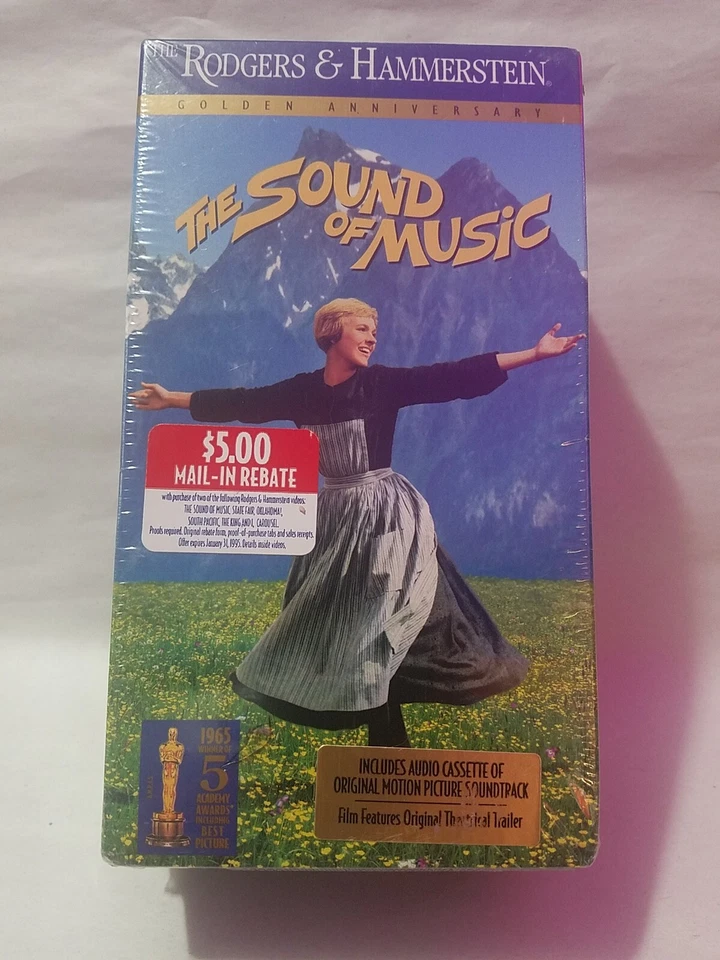 THE RODGERS & HAMMERSTEIN®
GOLDEN ANNIVERSARY
THE SOUND
OF MUSIC
$5.00
MAIL-IN REBATE
with purchase of two of the following Rodgers & Hammerstein videos:
THE SOUND OF MUSIC, STATE FAIR, OKLAHOMA!,
SOUTH PACIFIC, THE KING AND I, CAROUSEL.
Proofs required. Original rebate form, proof-of-purchase tabs and sales receipts.
Offer expires January 31, 1995. Details inside videos.
1965
WINNER OF
5
ACADEMY
AWARDS
INCLUDING
BEST
PICTURE
INCLUDES AUDIO CASSETTE OF
ORIGINAL MOTION PICTURE SOUNDTRACK
Film Features Original Theatrical Trailer